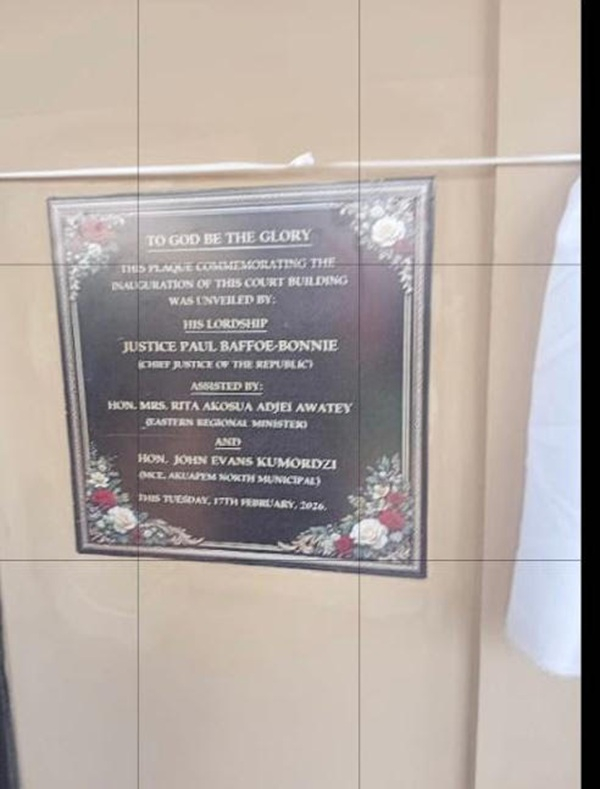 TO GOD BE THE GLORY
THIS PLAQUE COMMEMORATING THE
INAUGURATION OF THIS COURT BUILDING
WAS UNVEILED BY:
HIS LORDSHIP
JUSTICE PAUL BAFFOE-BONNIE
(CHIEF JUSTICE OF THE REPUBLIC)
ASSISTED BY:
HON. MRS. RITA AKOSUA ADJEI AWATEY
(EASTERN REGIONAL MINISTER)
AND
HON. JOHN EVANS KUMORDZI
(MCE, AKUAPEM NORTH MUNICIPAL)
THIS TUESDAY, 17TH FEBRUARY, 2026.